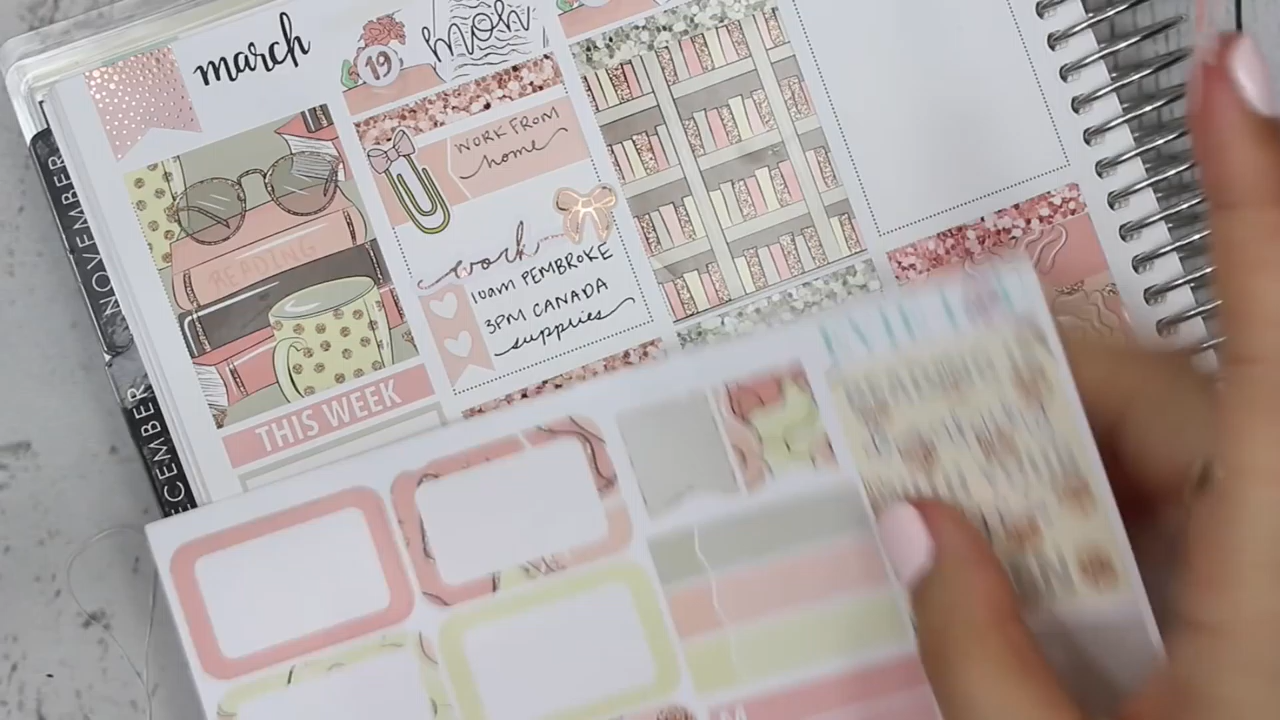 march
19
mon
WORK FROM
home
work
10am PEMBROKE
3PM CANADA
supplies
READING
THIS WEEK
NOVEMBER
DECEMBER